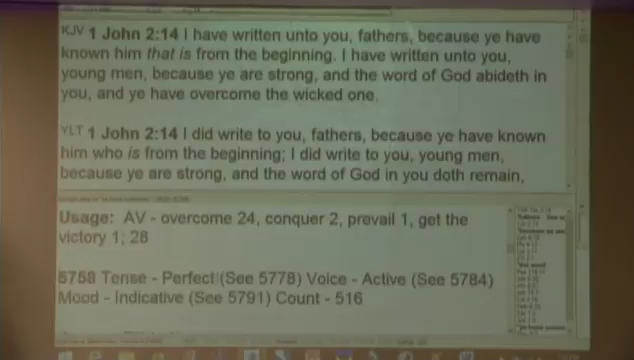 KJV 1 John 2:14 I have written unto you, fathers, because ye have
known him that is from the beginning. I have written unto you,
young men, because ye are strong, and the word of God abideth in
you, and ye have overcome the wicked one.
YLT 1 John 2:14 I did write to you, fathers, because ye have known
him who is from the beginning; I did write to you, young men,
because ye are strong, and the word of God in you doth remain,
Usage: AV - overcome 24, conquer 2, prevail 1, get the
victory 1; 28
5758 Tense - Perfect (See 5778) Voice - Active (See 5784)
Mood - Indicative (See 5791) Count - 516